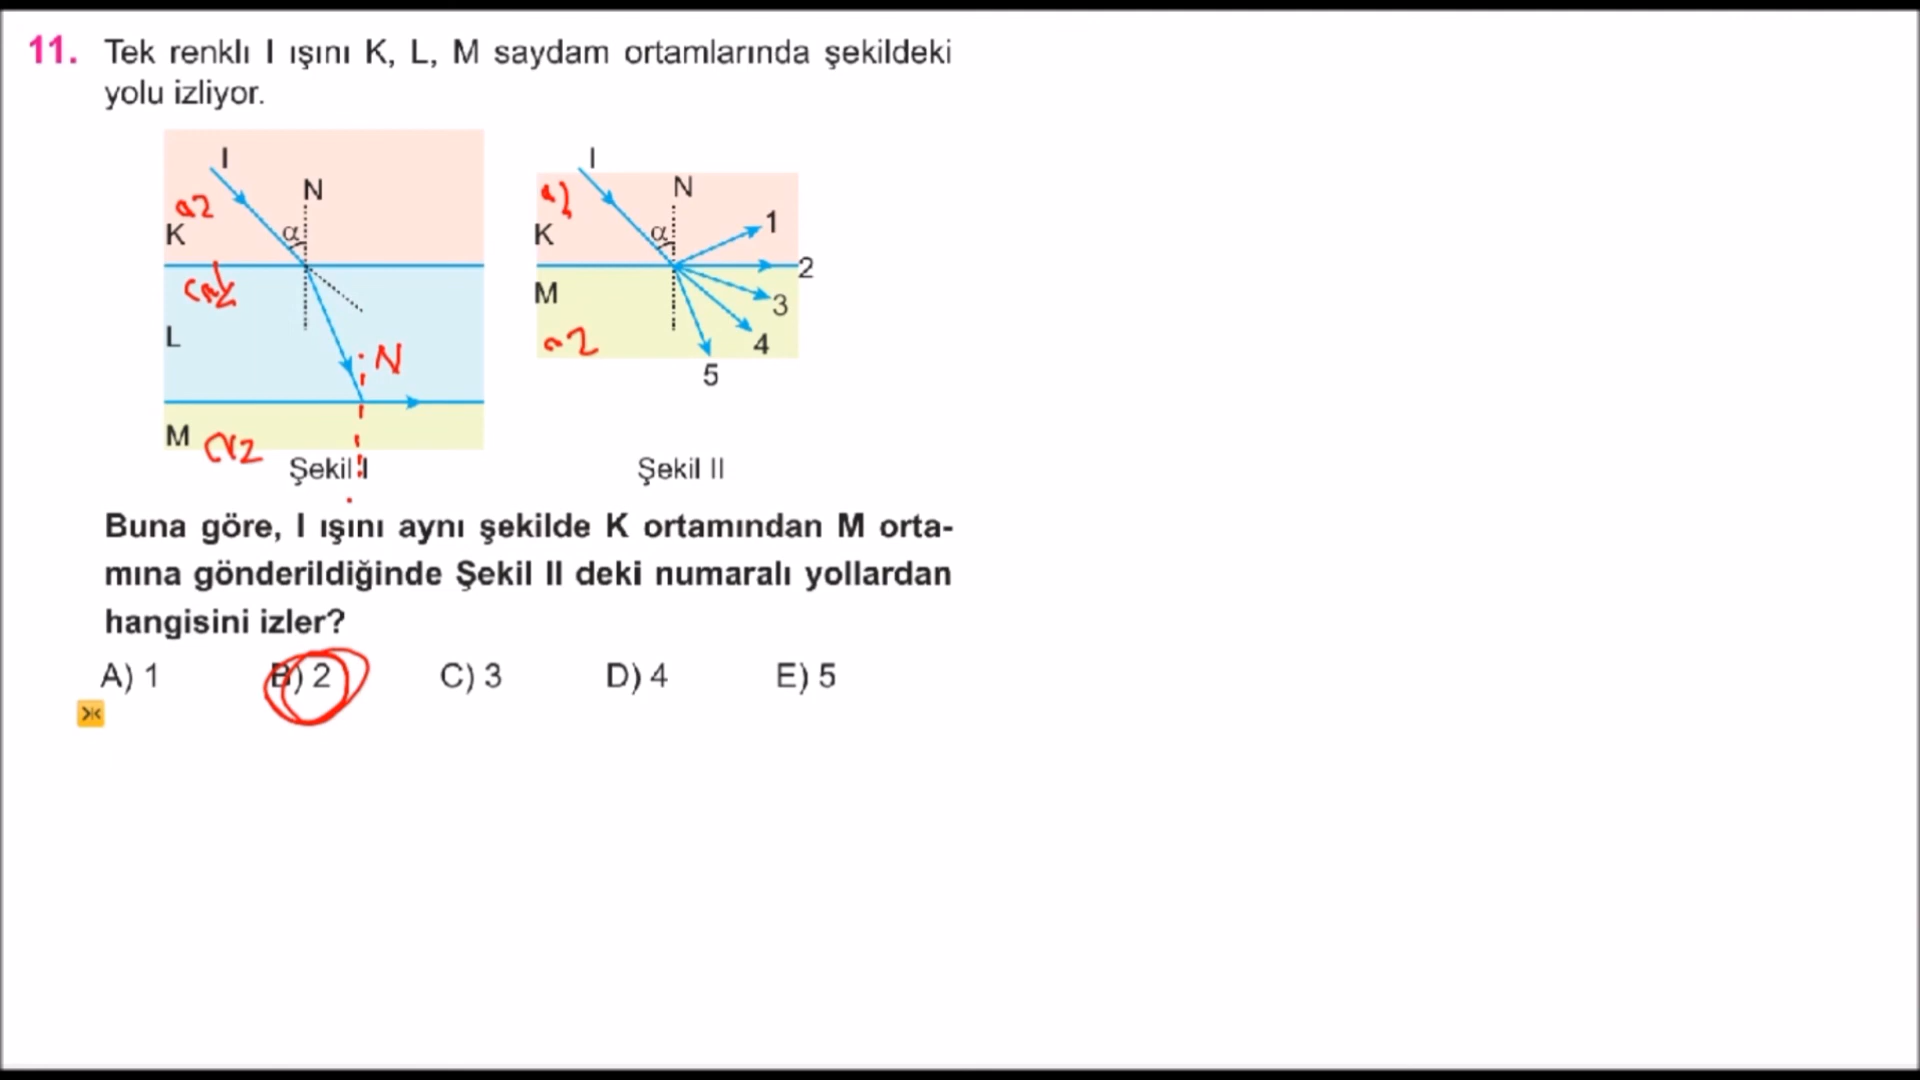 11. Tek renkli I ışını K, L, M saydam ortamlarında şekildeki
yolu izliyor.
I
N
K
α
L
N
M
Şekil I
I
N
K
α
1
2
M
3
4
5
Şekil II
Buna göre, I ışını aynı şekilde K ortamından M orta-
mına gönderildiğinde Şekil II deki numaralı yollardan
hangisini izler?
A) 1 B) 2 C) 3 D) 4 E) 5